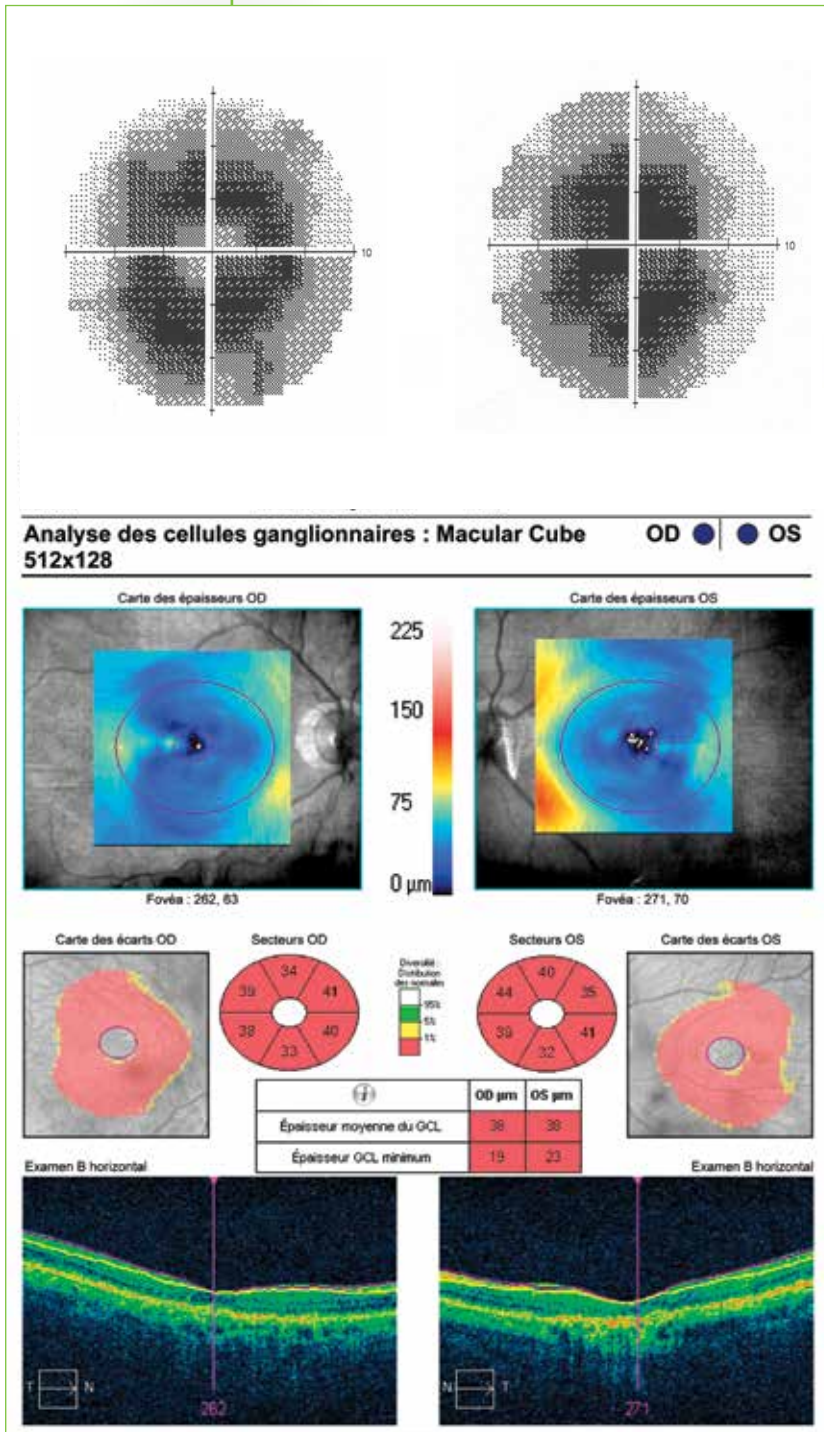 10
10
Analyse des cellules ganglionnaires : Macular Cube 512x128
OD OS
Carte des épaisseurs OD
Carte des épaisseurs OS
225
150
75
0 µm
Fovéa : 262, 63
Fovéa : 271, 70
Carte des écarts OD
Secteurs OD
Secteurs OS
Carte des écarts OS
34
39 41
38 40
33
Diversité :
Distribution
des normales
95%
5%
1%
40
44 35
39 41
32
OD µm OS µm
Épaisseur moyenne du GCL 38 38
Épaisseur GCL minimum 19 23
Examen B horizontal
Examen B horizontal
T N
262
N T
271